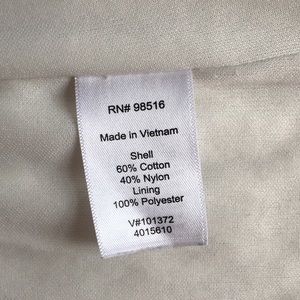 RN# 98516
Made in Vietnam
Shell
60% Cotton
40% Nylon
Lining
100% Polyester
V#101372
4015610